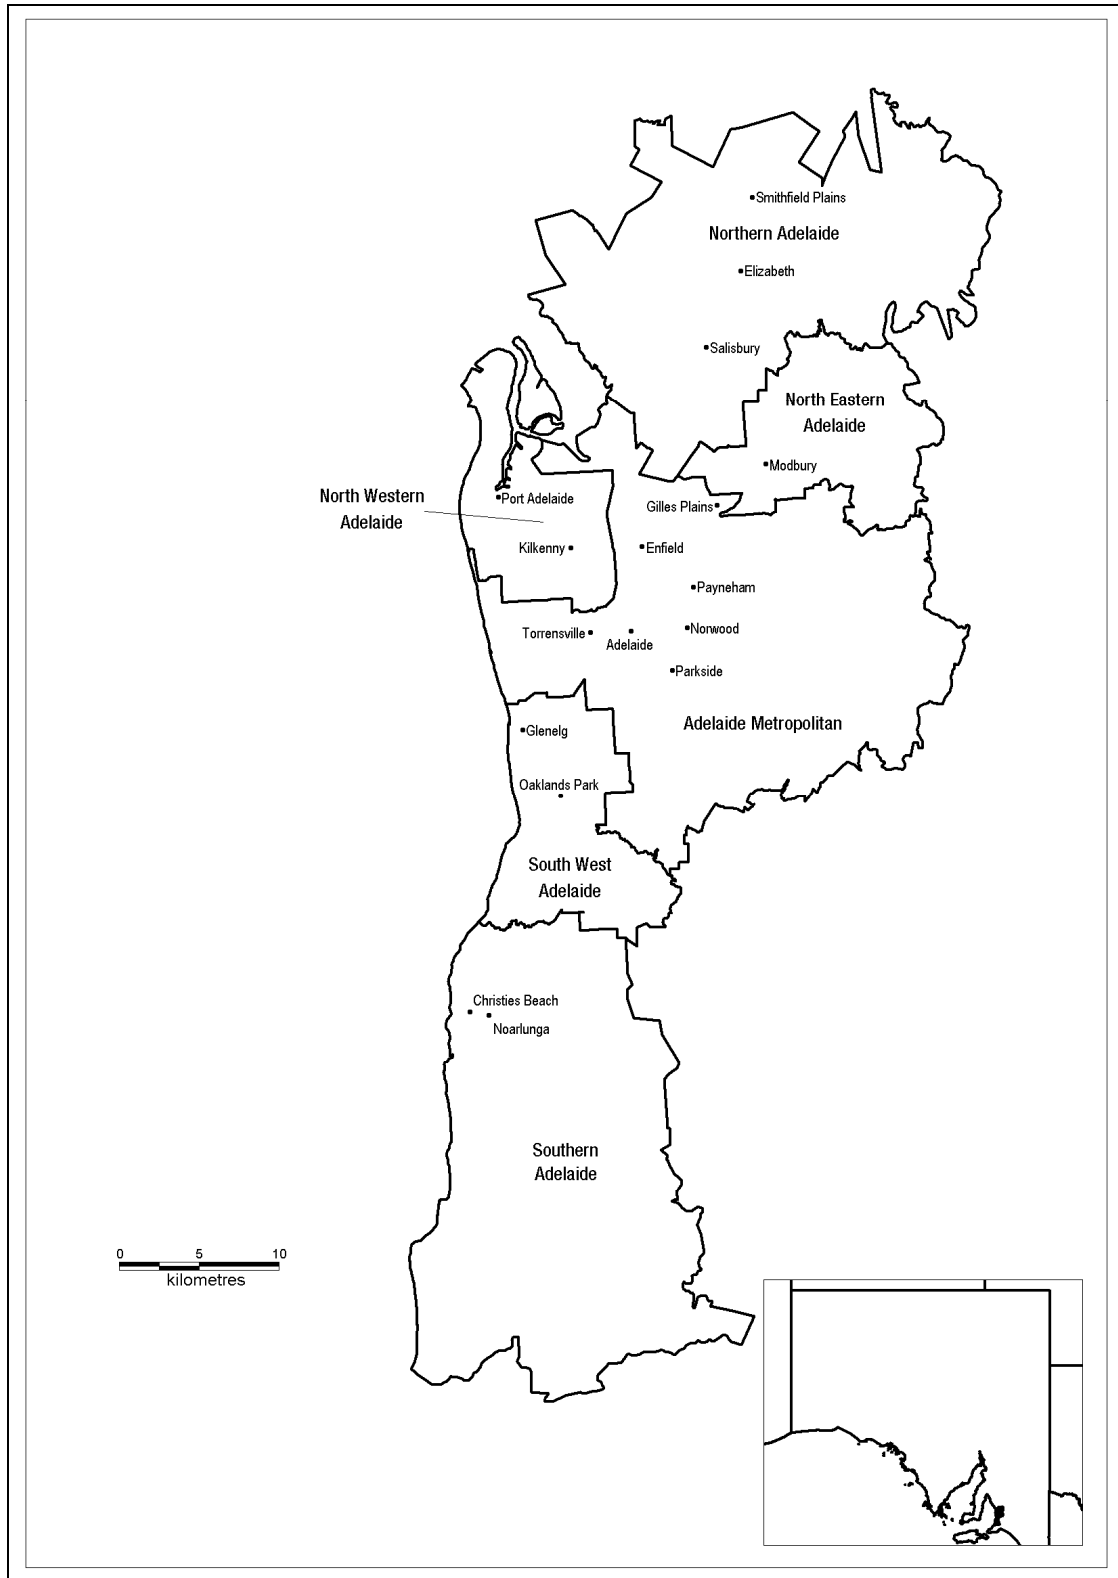 Smithfield Plains
Northern Adelaide
Elizabeth
Salisbury
North Eastern
Adelaide
Modbury
North Western
Adelaide
Port Adelaide
Gilles Plains
Kilkenny
Enfield
Payneham
Torrensville
Adelaide
Norwood
Parkside
Adelaide Metropolitan
Glenelg
Oaklands Park
South West
Adelaide
Christies Beach
Noarlunga
Southern
Adelaide
0 5 10
kilometres